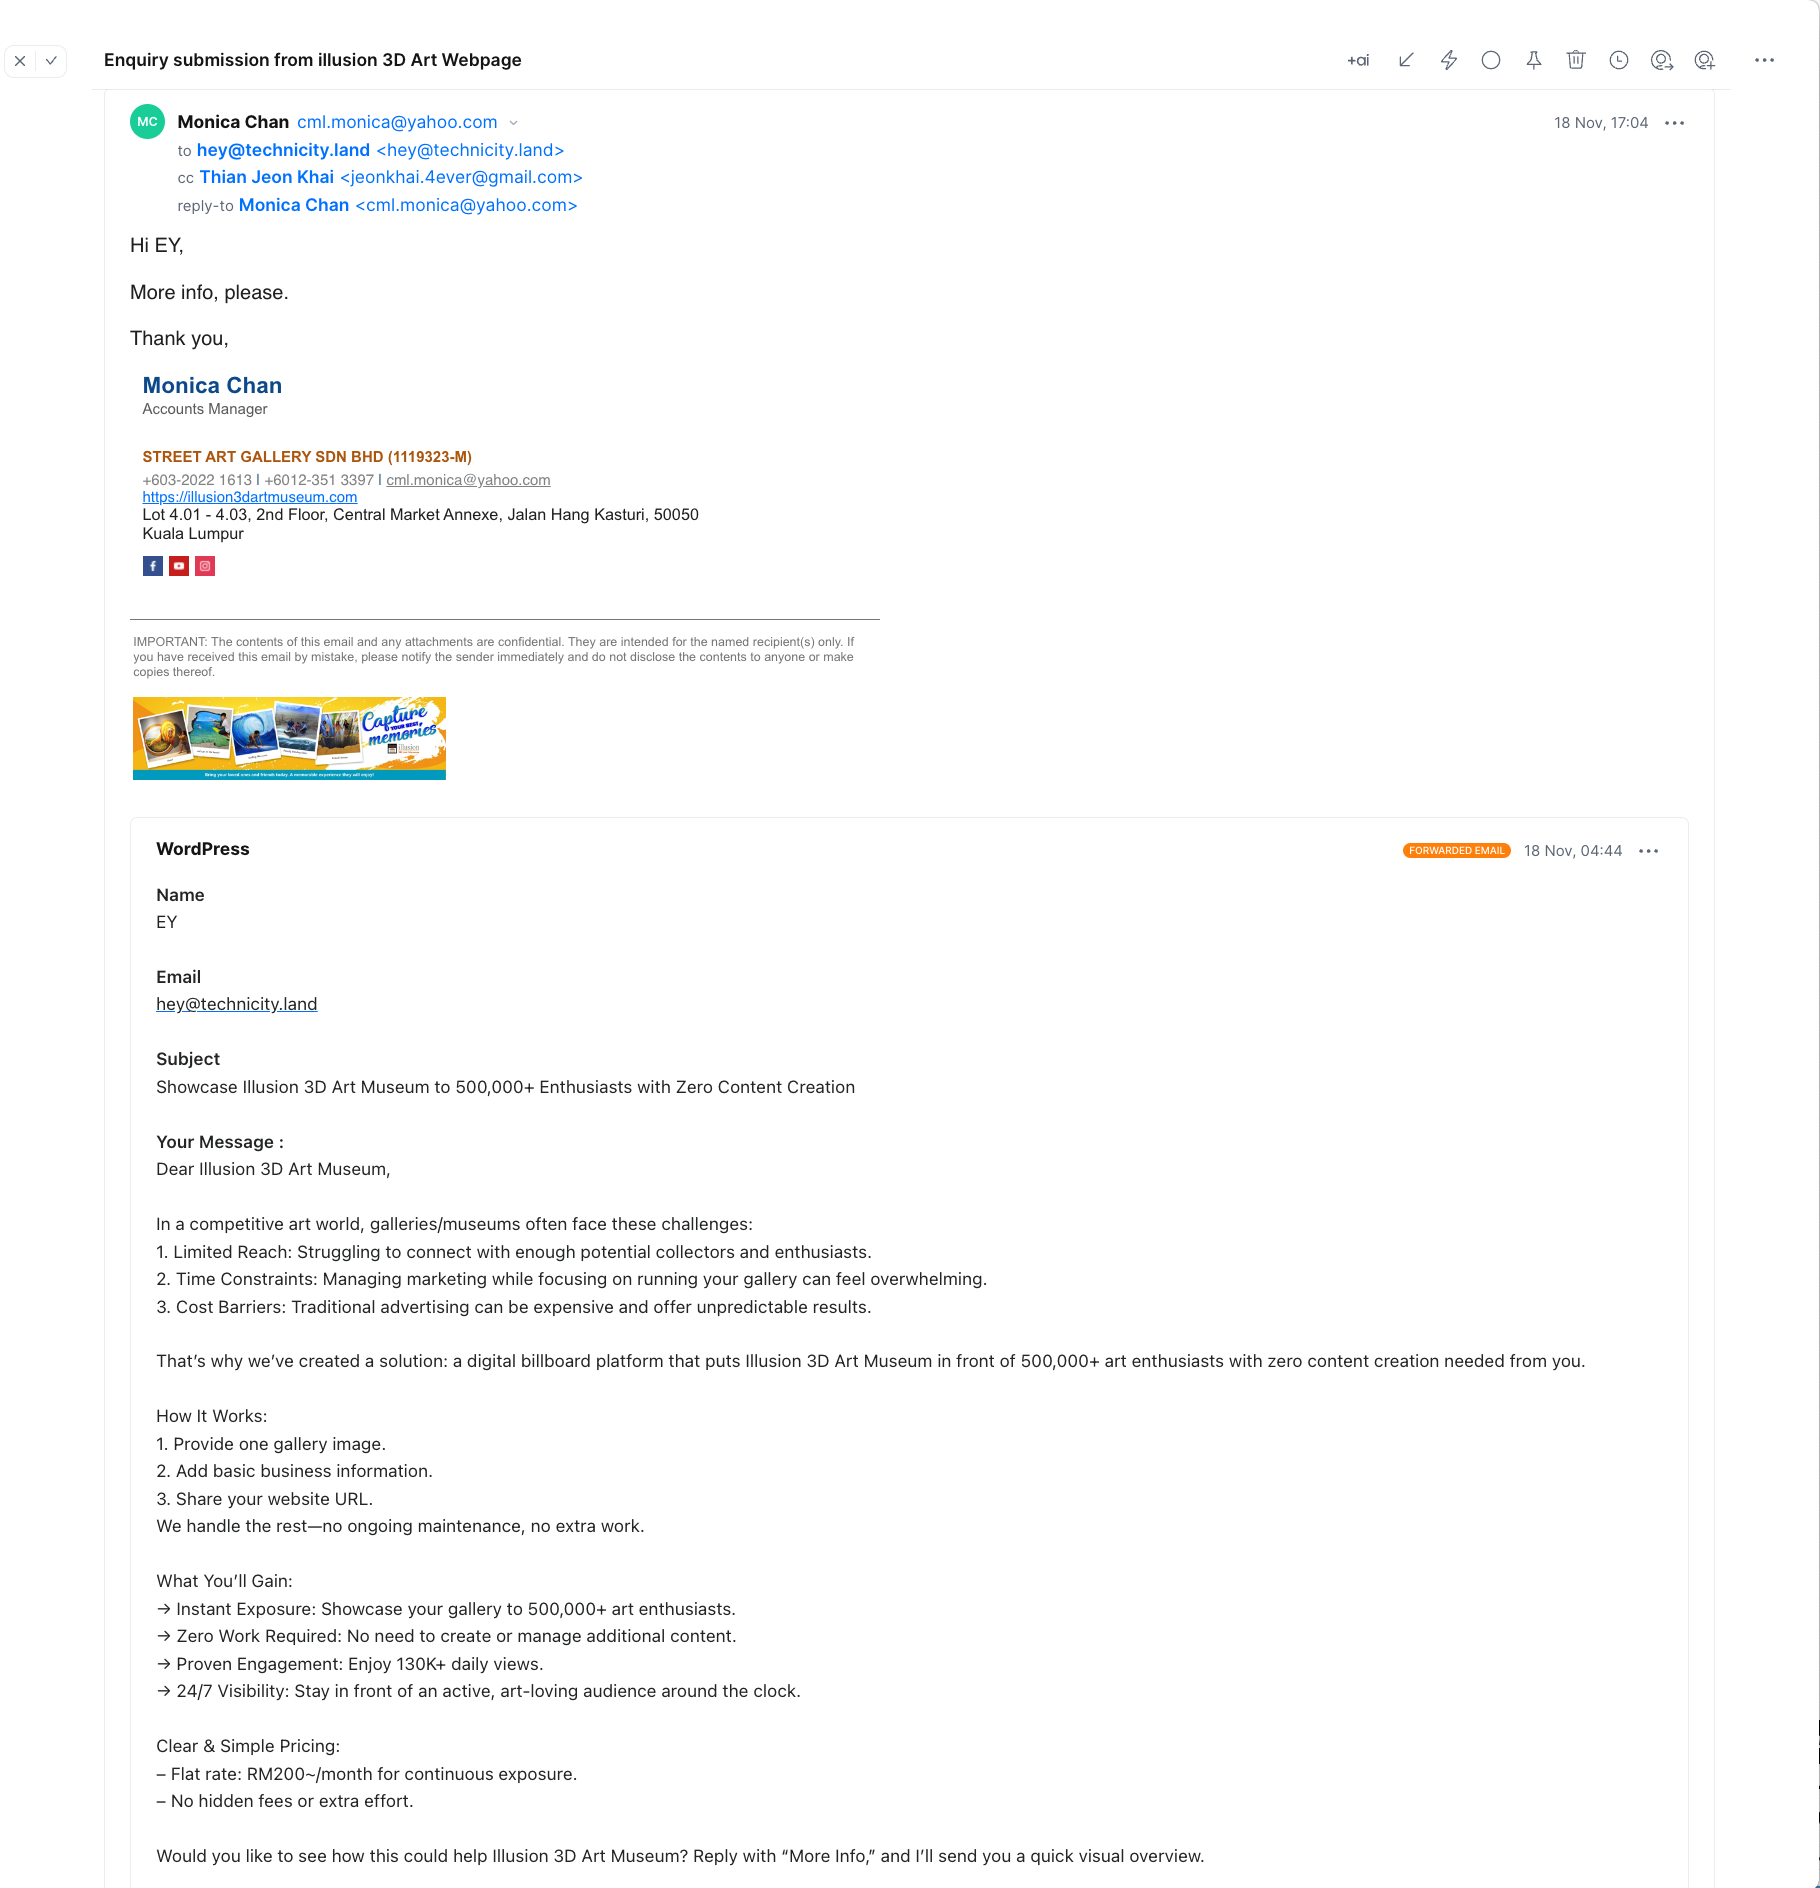 Enquiry submission from illusion 3D Art Webpage
+ai
MC
Monica Chan cml.monica@yahoo.com
18 Nov, 17:04
to hey@technicity.land <hey@technicity.land>
cc Thian Jeon Khai <jeonkhai.4ever@gmail.com>
reply-to Monica Chan <cml.monica@yahoo.com>
Hi EY,
More info, please.
Thank you,
Monica Chan
Accounts Manager
STREET ART GALLERY SDN BHD (1119323-M)
+603-2022 1613 I +6012-351 3397 I cml.monica@yahoo.com
https://illusion3dartmuseum.com
Lot 4.01 - 4.03, 2nd Floor, Central Market Annexe, Jalan Hang Kasturi, 50050
Kuala Lumpur
IMPORTANT: The contents of this email and any attachments are confidential. They are intended for the named recipient(s) only. If
you have received this email by mistake, please notify the sender immediately and do not disclose the contents to anyone or make
copies thereof.
Capture
YOUR BEST
memories
illusion
Bring your loved ones and friends today. A memorable experience they will enjoy!
WordPress
FORWARDED EMAIL 18 Nov, 04:44
Name
EY
Email
hey@technicity.land
Subject
Showcase Illusion 3D Art Museum to 500,000+ Enthusiasts with Zero Content Creation
Your Message :
Dear Illusion 3D Art Museum,
In a competitive art world, galleries/museums often face these challenges:
1. Limited Reach: Struggling to connect with enough potential collectors and enthusiasts.
2. Time Constraints: Managing marketing while focusing on running your gallery can feel overwhelming.
3. Cost Barriers: Traditional advertising can be expensive and offer unpredictable results.
That’s why we’ve created a solution: a digital billboard platform that puts Illusion 3D Art Museum in front of 500,000+ art enthusiasts with zero content creation needed from you.
How It Works:
1. Provide one gallery image.
2. Add basic business information.
3. Share your website URL.
We handle the rest—no ongoing maintenance, no extra work.
What You’ll Gain:
→ Instant Exposure: Showcase your gallery to 500,000+ art enthusiasts.
→ Zero Work Required: No need to create or manage additional content.
→ Proven Engagement: Enjoy 130K+ daily views.
→ 24/7 Visibility: Stay in front of an active, art-loving audience around the clock.
Clear & Simple Pricing:
– Flat rate: RM200~/month for continuous exposure.
– No hidden fees or extra effort.
Would you like to see how this could help Illusion 3D Art Museum? Reply with “More Info,” and I’ll send you a quick visual overview.